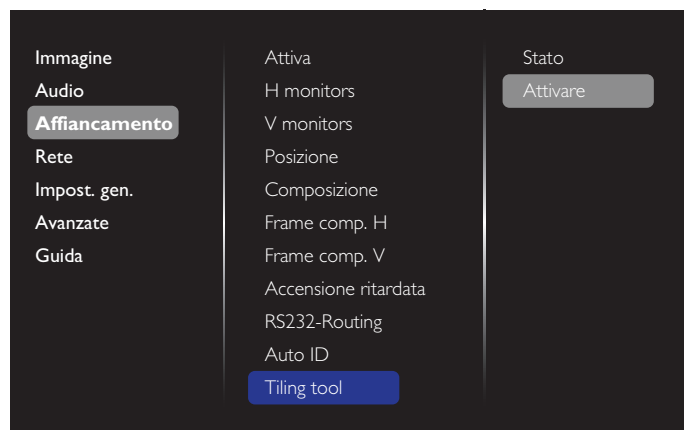 Immagine
Audio
Affiancamento
Rete
Impost. gen.
Avanzate
Guida
Attiva
H monitors
V monitors
Posizione
Composizione
Frame comp. H
Frame comp. V
Accensione ritardata
RS232-Routing
Auto ID
Tiling tool
Stato
Attivare